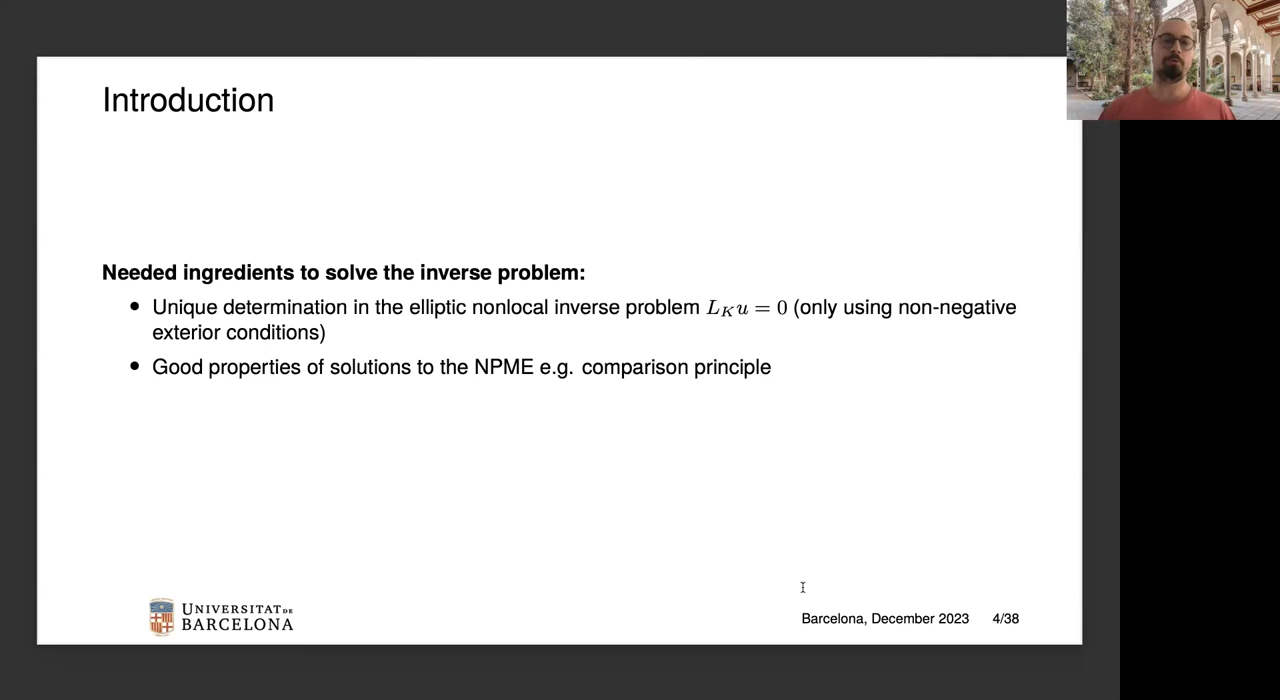 Introduction
Needed ingredients to solve the inverse problem:
• Unique determination in the elliptic nonlocal inverse problem L_K u = 0 (only using non-negative
exterior conditions)
• Good properties of solutions to the NPME e.g. comparison principle
UNIVERSITAT DE
BARCELONA
Barcelona, December 2023 4/38